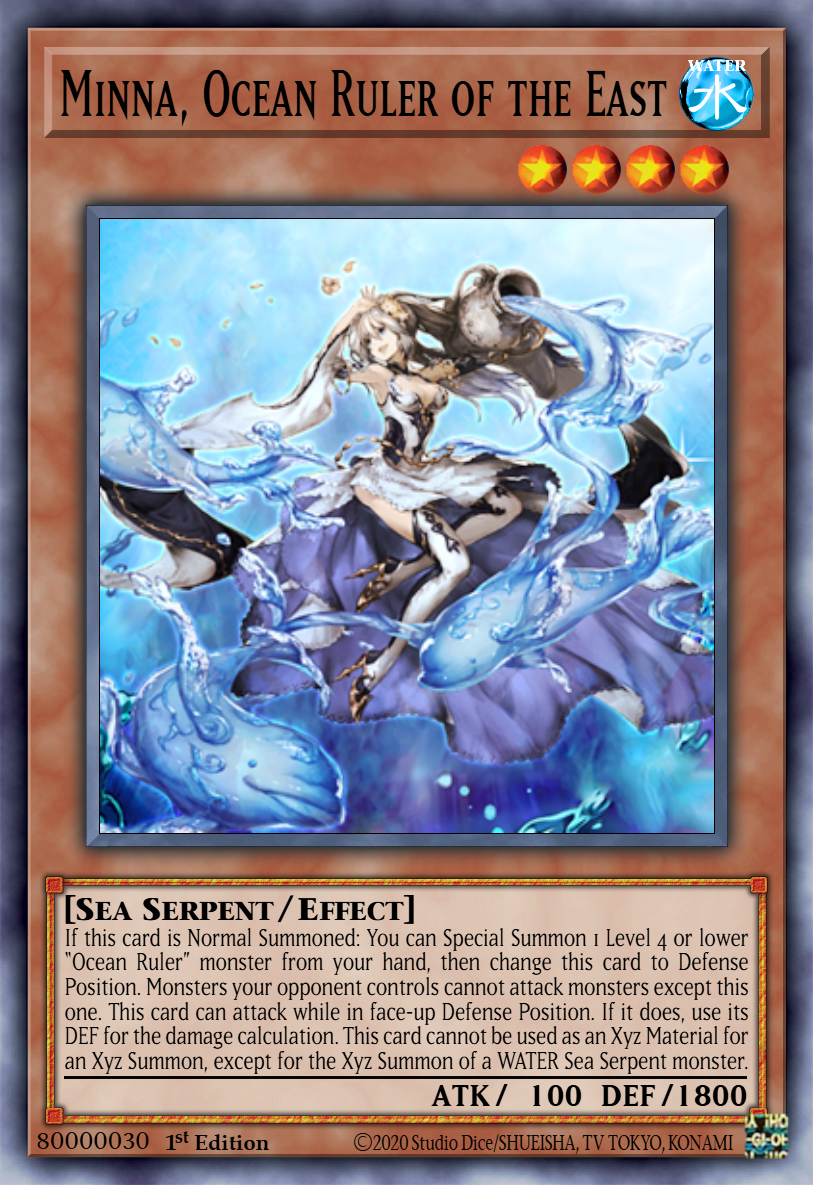 Minna, Ocean Ruler of the East
WATER
水
[Sea Serpent/Effect]
If this card is Normal Summoned: You can Special Summon 1 Level 4 or lower
"Ocean Ruler" monster from your hand, then change this card to Defense
Position. Monsters your opponent controls cannot attack monsters except this
one. This card can attack while in face-up Defense Position. If it does, use its
DEF for the damage calculation. This card cannot be used as an Xyz Material for
an Xyz Summon, except for the Xyz Summon of a WATER Sea Serpent monster.
ATK/ 100 DEF/1800
80000030 1st Edition ©2020 Studio Dice/SHUEISHA, TV TOKYO, KONAMI